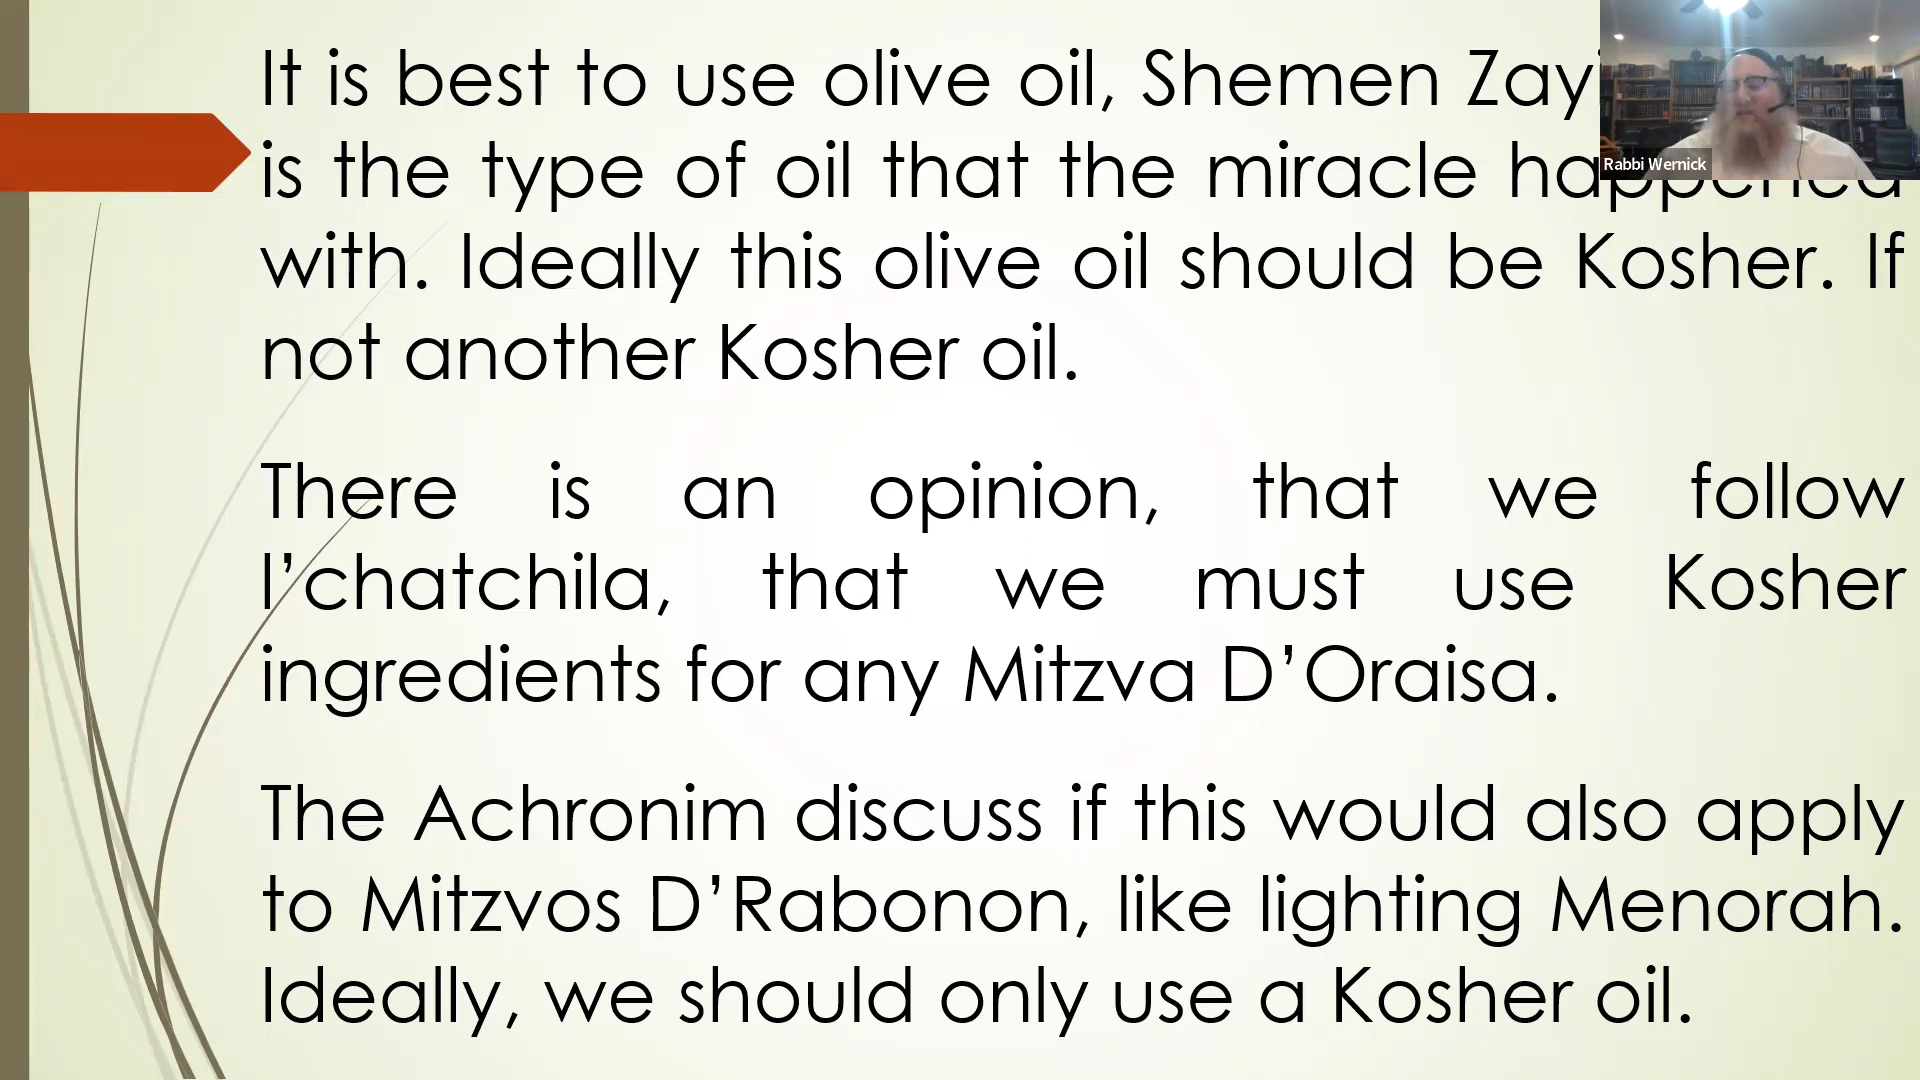 It is best to use olive oil, Shemen
is the type of oil that the miracle happened
with. Ideally this olive oil should be Kosher. If
not another Kosher oil.
There is an opinion, that we follow
l’chatchila, that we must use Kosher
ingredients for any Mitzva D’Oraisa.
The Achronim discuss if this would also apply
to Mitzvos D’Rabonon, like lighting Menorah.
Ideally, we should only use a Kosher oil.
Rabbi Wernick